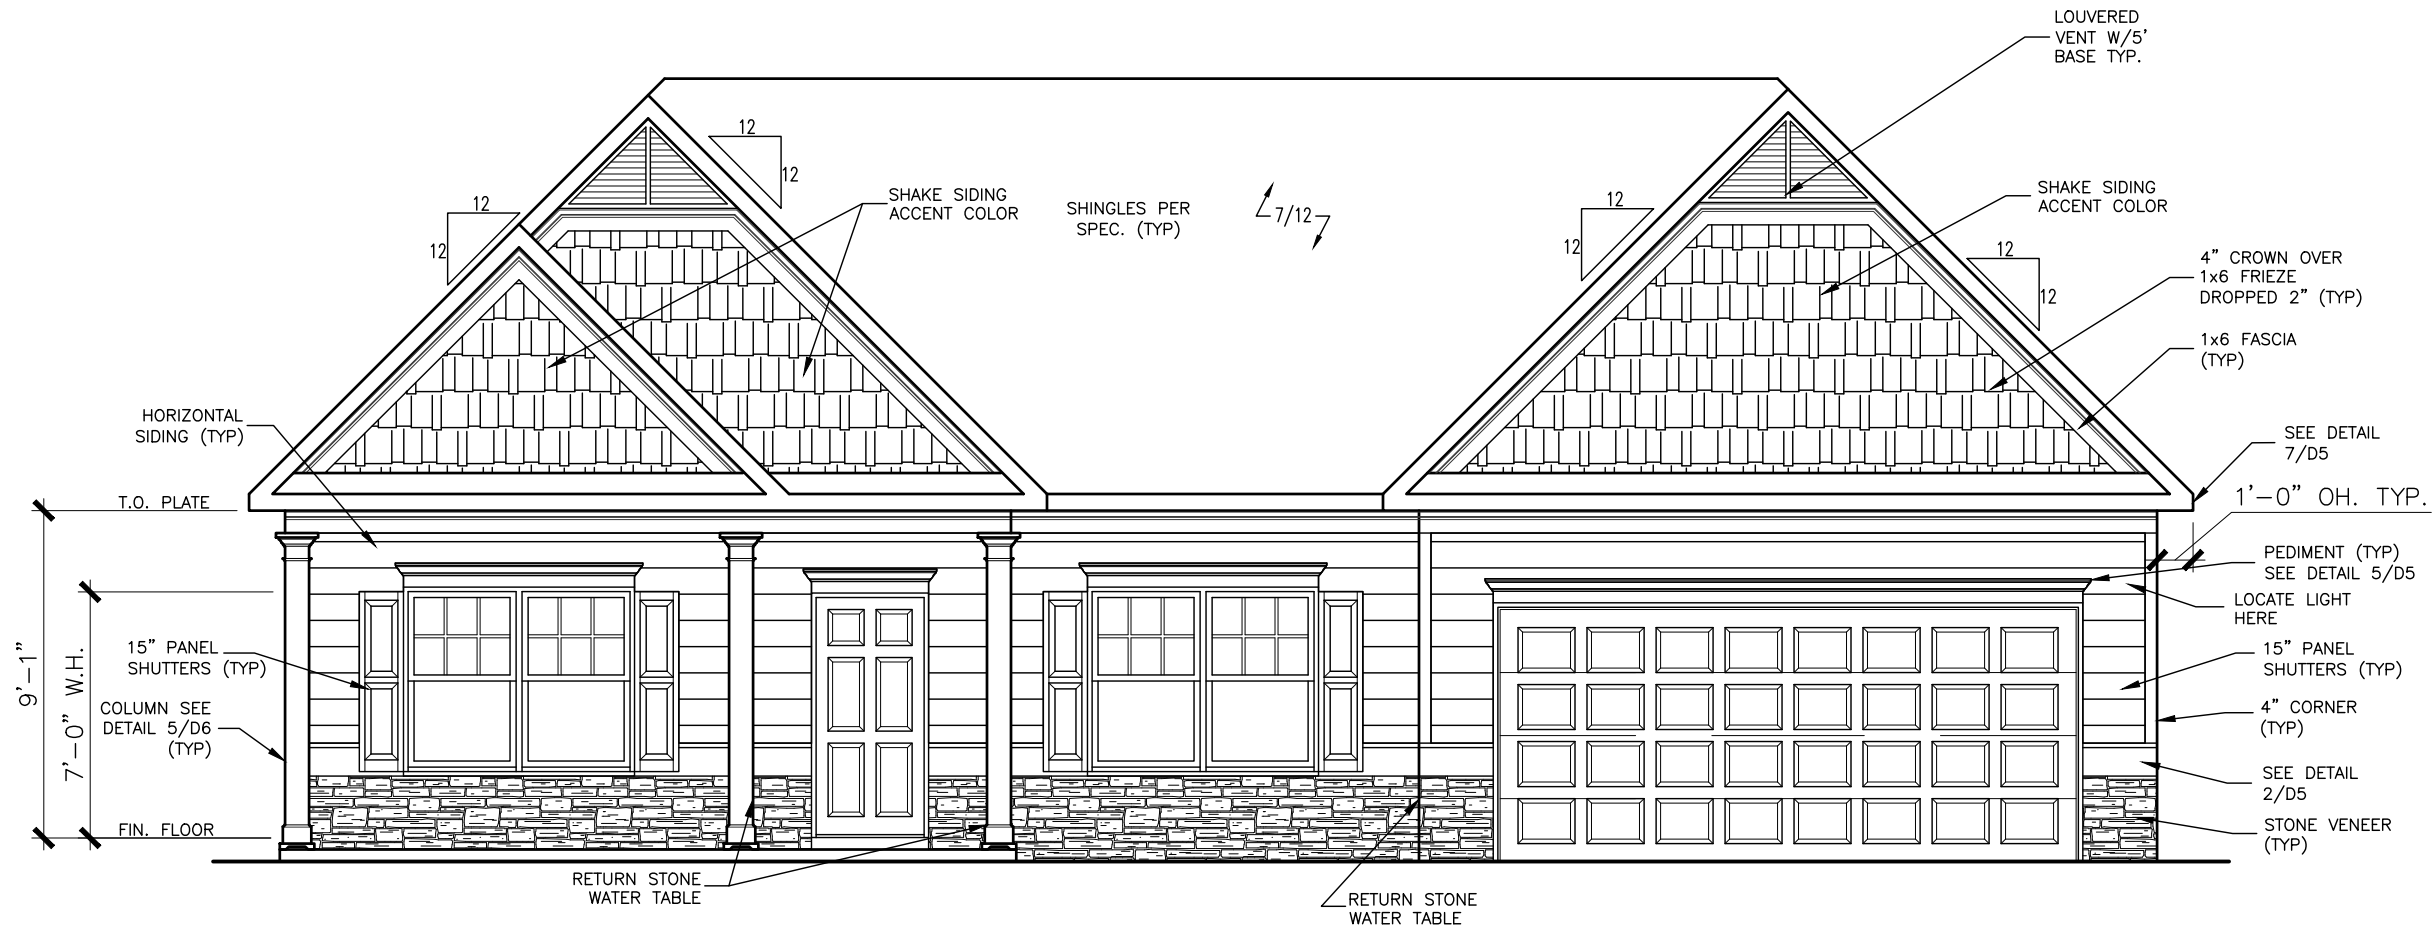 LOUVERED
VENT W/5'
BASE TYP.
12
12
12
12
SHAKE SIDING
ACCENT COLOR
SHINGLES PER
SPEC. (TYP)
7/12
12
12
SHAKE SIDING
ACCENT COLOR
12
12
4" CROWN OVER
1x6 FRIEZE
DROPPED 2" (TYP)
1x6 FASCIA
(TYP)
HORIZONTAL
SIDING (TYP)
SEE DETAIL
7/D5
T.O. PLATE
1'-0" OH. TYP.
PEDIMENT (TYP)
SEE DETAIL 5/D5
LOCATE LIGHT
HERE
9'-1"
7'-0" W.H.
15" PANEL
SHUTTERS (TYP)
15" PANEL
SHUTTERS (TYP)
COLUMN SEE
DETAIL 5/D6
(TYP)
4" CORNER
(TYP)
SEE DETAIL
2/D5
FIN. FLOOR
STONE VENEER
(TYP)
RETURN STONE
WATER TABLE
RETURN STONE
WATER TABLE